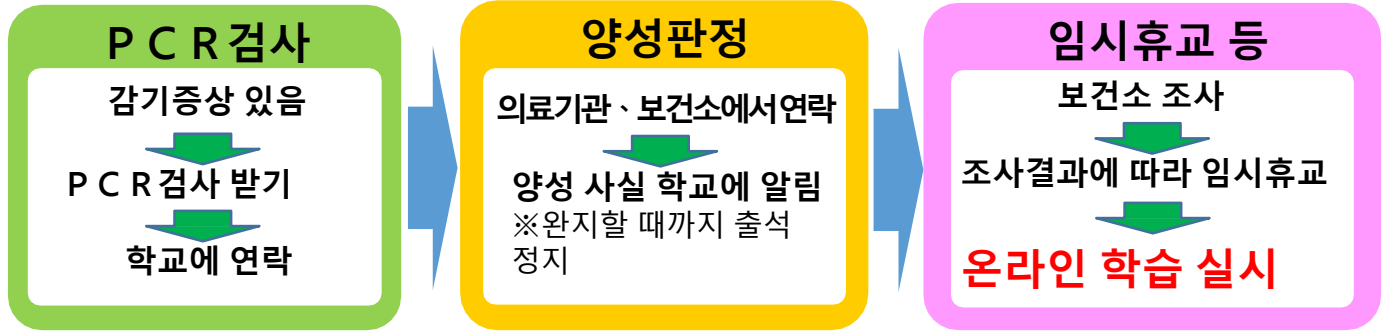 ＰＣＲ검사
감기증상 있음
ＰＣＲ검사 받기
학교에 연락
양성판정
의료기관、보건소에서 연락
양성 사실 학교에 알림
※완지할 때까지 출석
정지
임시휴교 등
보건소 조사
조사결과에 따라 임시휴교
온라인 학습 실시